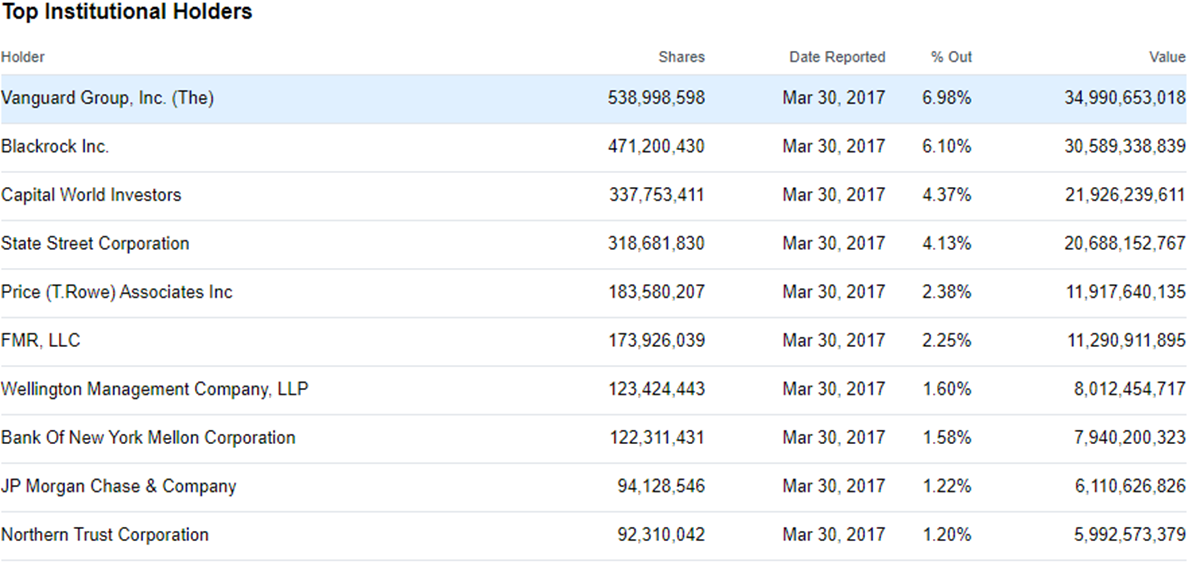 Top Institutional Holders
Holder Shares Date Reported % Out Value
Vanguard Group, Inc. (The) 538,998,598 Mar 30, 2017 6.98% 34,990,653,018
Blackrock Inc. 471,200,430 Mar 30, 2017 6.10% 30,589,338,839
Capital World Investors 337,753,411 Mar 30, 2017 4.37% 21,926,239,611
State Street Corporation 318,681,830 Mar 30, 2017 4.13% 20,688,152,767
Price (T.Rowe) Associates Inc 183,580,207 Mar 30, 2017 2.38% 11,917,640,135
FMR, LLC 173,926,039 Mar 30, 2017 2.25% 11,290,911,895
Wellington Management Company, LLP 123,424,443 Mar 30, 2017 1.60% 8,012,454,717
Bank Of New York Mellon Corporation 122,311,431 Mar 30, 2017 1.58% 7,940,200,323
JP Morgan Chase & Company 94,128,546 Mar 30, 2017 1.22% 6,110,626,826
Northern Trust Corporation 92,310,042 Mar 30, 2017 1.20% 5,992,573,379